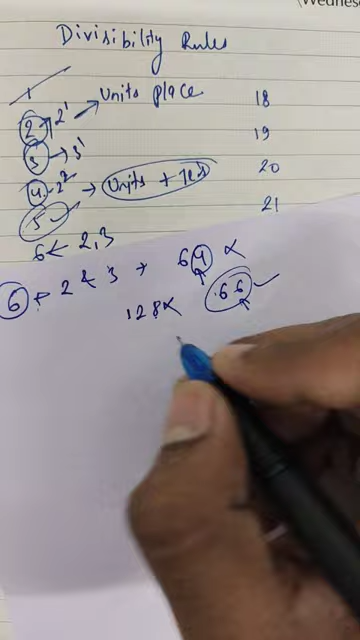 Wednesd
Divisibility Rules
1
2 → 2¹ → Units place
3 → 3¹
4 - 2² → Units + Tens
5
6 ← 2,3
18
19
20
21
6 → 2 & 3 → 64 ×
128 × 66 ✓